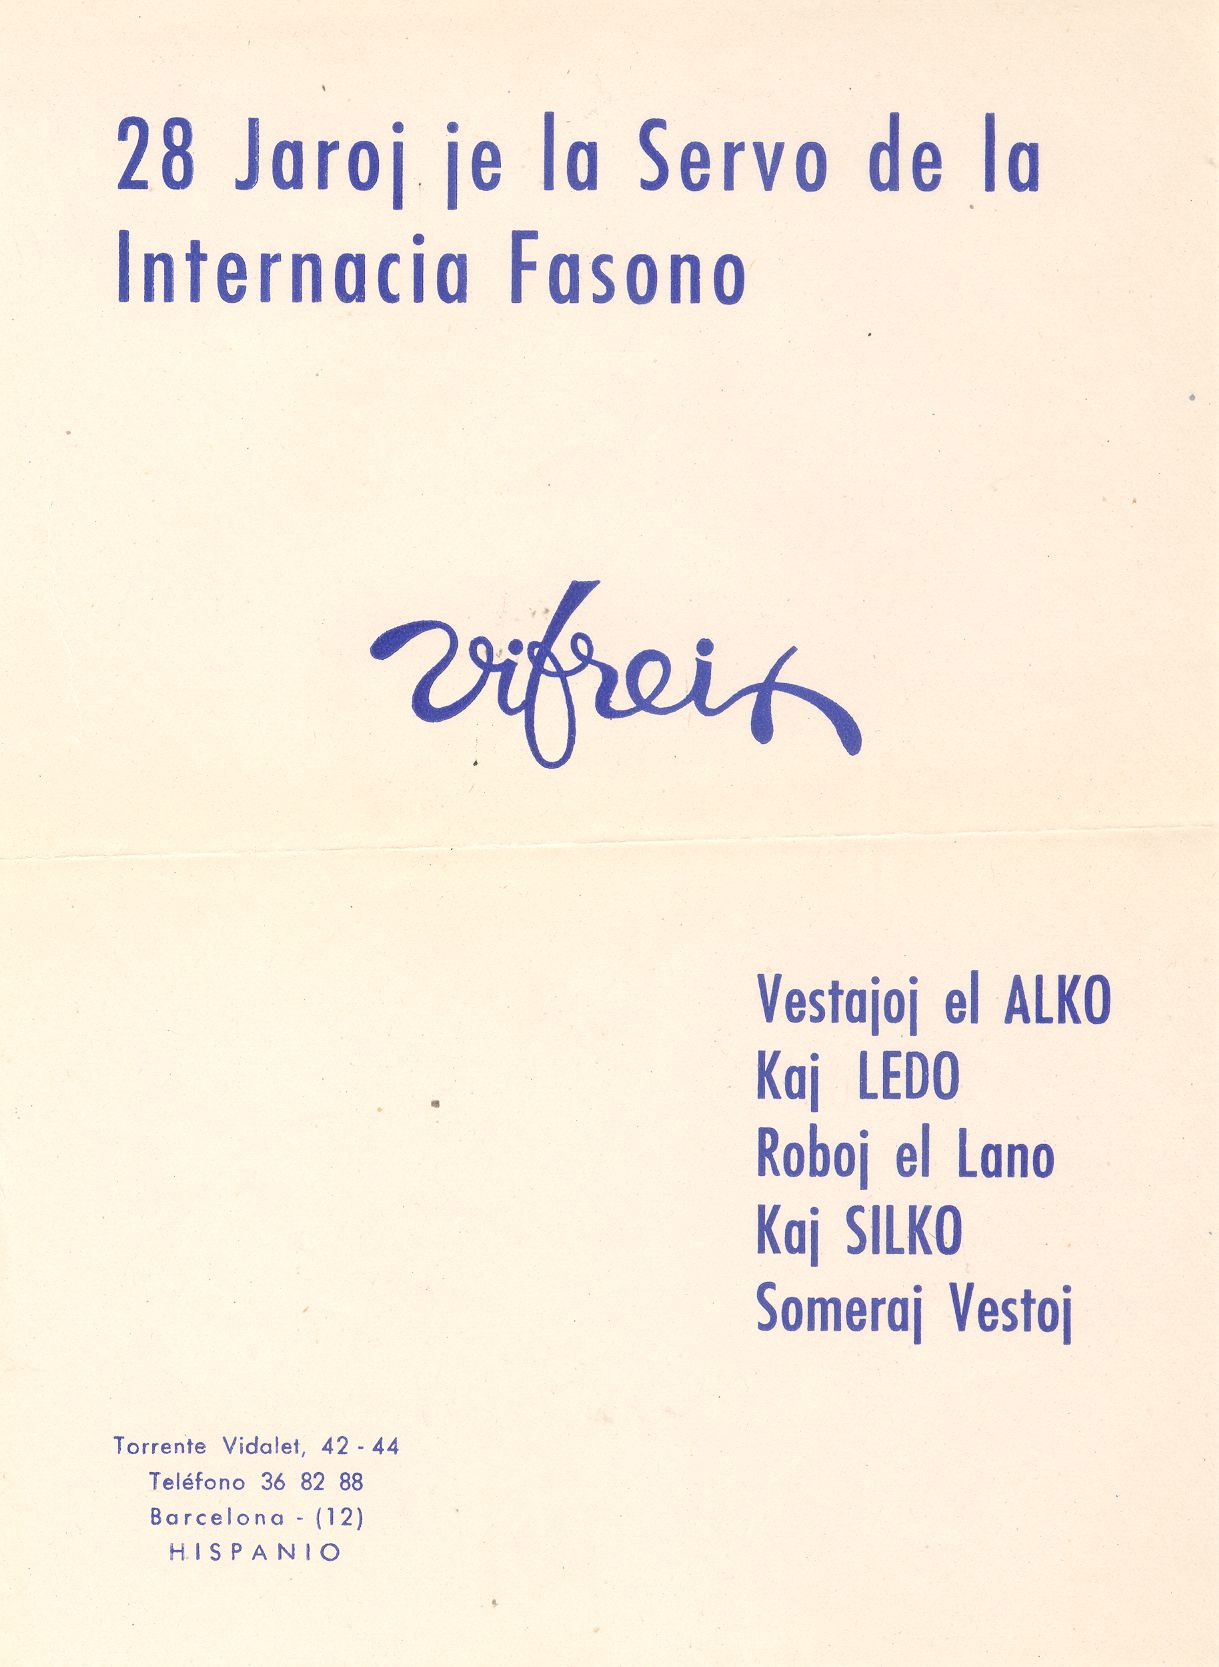 28 Jaroj je la Servo de la
Internacia Fasono
Vifreix
Vestajoj el ALKO
Kaj LEDO
Roboj el Lano
Kaj SILKO
Someraj Vestoj
Torrente Vidalet, 42 - 44
Teléfono 36 82 88
Barcelona - (12)
HISPANIO